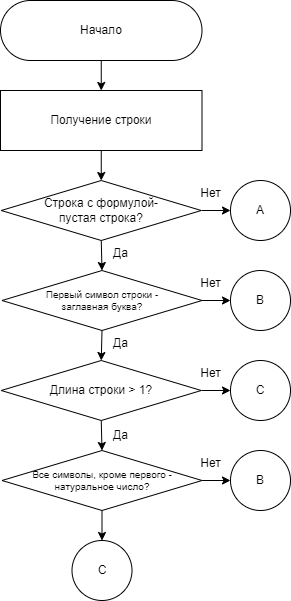 Начало
Получение строки
Строка с формулой-
пустая строка?
Нет
A
Да
Первый символ строки -
заглавная буква?
Нет
B
Да
Длина строки > 1?
Нет
C
Да
Все символы, кроме первого -
натуральное число?
Нет
B
C